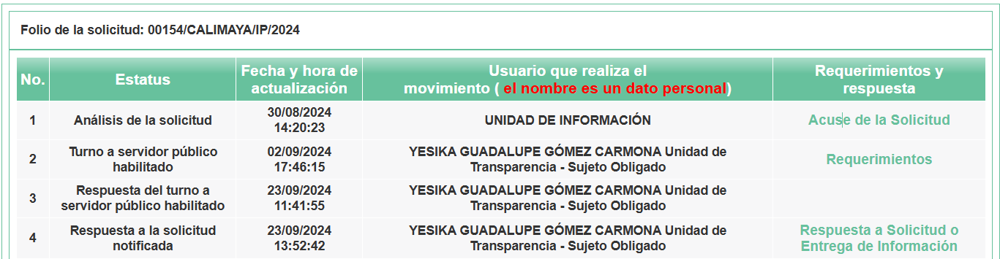 Folio de la solicitud: 00154/CALIMAYA/IP/2024
No. Estatus Fecha y hora de actualización Usuario que realiza el movimiento ( el nombre es un dato personal) Requerimientos y respuesta
1 Análisis de la solicitud 30/08/2024 14:20:23 UNIDAD DE INFORMACIÓN Acuse de la Solicitud
2 Turno a servidor público habilitado 02/09/2024 17:46:15 YESIKA GUADALUPE GÓMEZ CARMONA Unidad de Transparencia - Sujeto Obligado Requerimientos
3 Respuesta del turno a servidor público habilitado 23/09/2024 11:41:55 YESIKA GUADALUPE GÓMEZ CARMONA Unidad de Transparencia - Sujeto Obligado
4 Respuesta a la solicitud notificada 23/09/2024 13:52:42 YESIKA GUADALUPE GÓMEZ CARMONA Unidad de Transparencia - Sujeto Obligado Respuesta a Solicitud o Entrega de Información